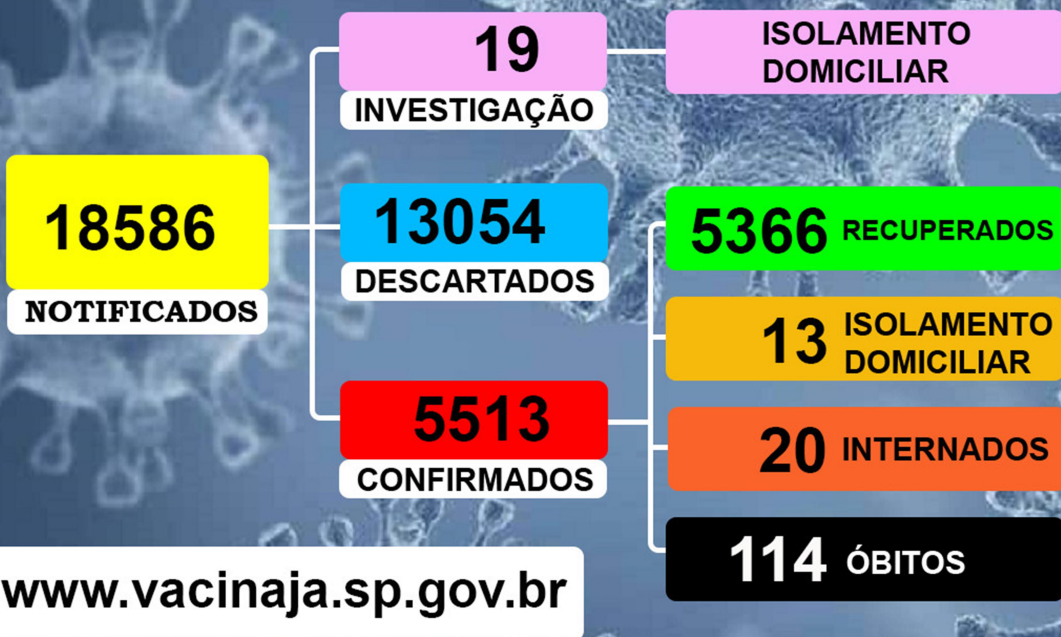 19
INVESTIGAÇÃO
ISOLAMENTO
DOMICILIAR
18586
NOTIFICADOS
13054
DESCARTADOS
5513
CONFIRMADOS
5366 RECUPERADOS
13 ISOLAMENTO
DOMICILIAR
20 INTERNADOS
114 ÓBITOS
www.vacinaja.sp.gov.br